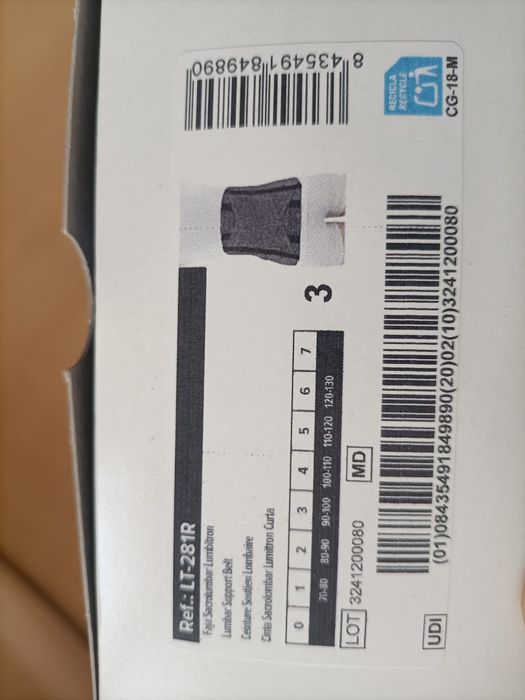 Ref.: LT-281R
Faja Sacrolumbar Lumbitron
Lumbar Support Belt
Ceinture Soutien Lombaire
Cinta Sacrolombar Lumitron Curta
0 1 2 3 4 5 6 7
70-80 80-90 90-100 100-110 110-120 120-130
3
LOT 3241200080 MD
UDI
(01)08435491849890(20)02(10)3241200080
8 435491 849890
RECICLA
RECYCLE
CG-18-M